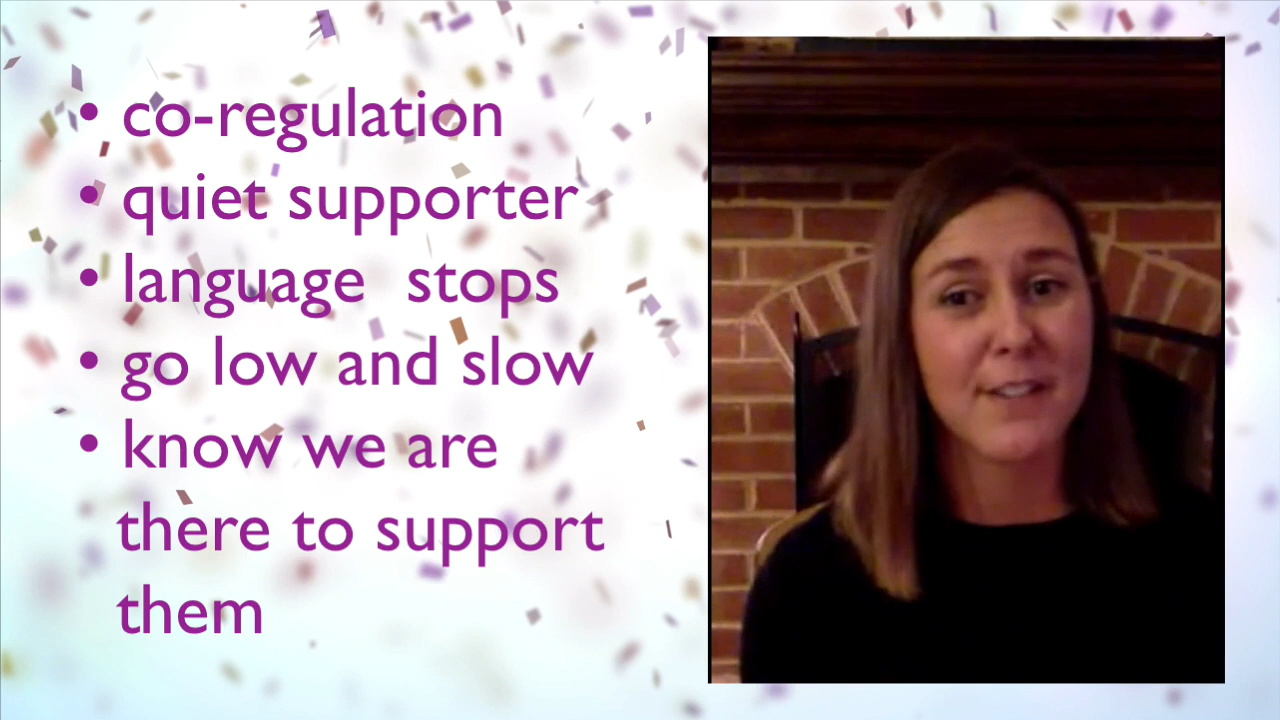 • co-regulation
• quiet supporter
• language  stops
• go low and slow
• know we are
there to support
them